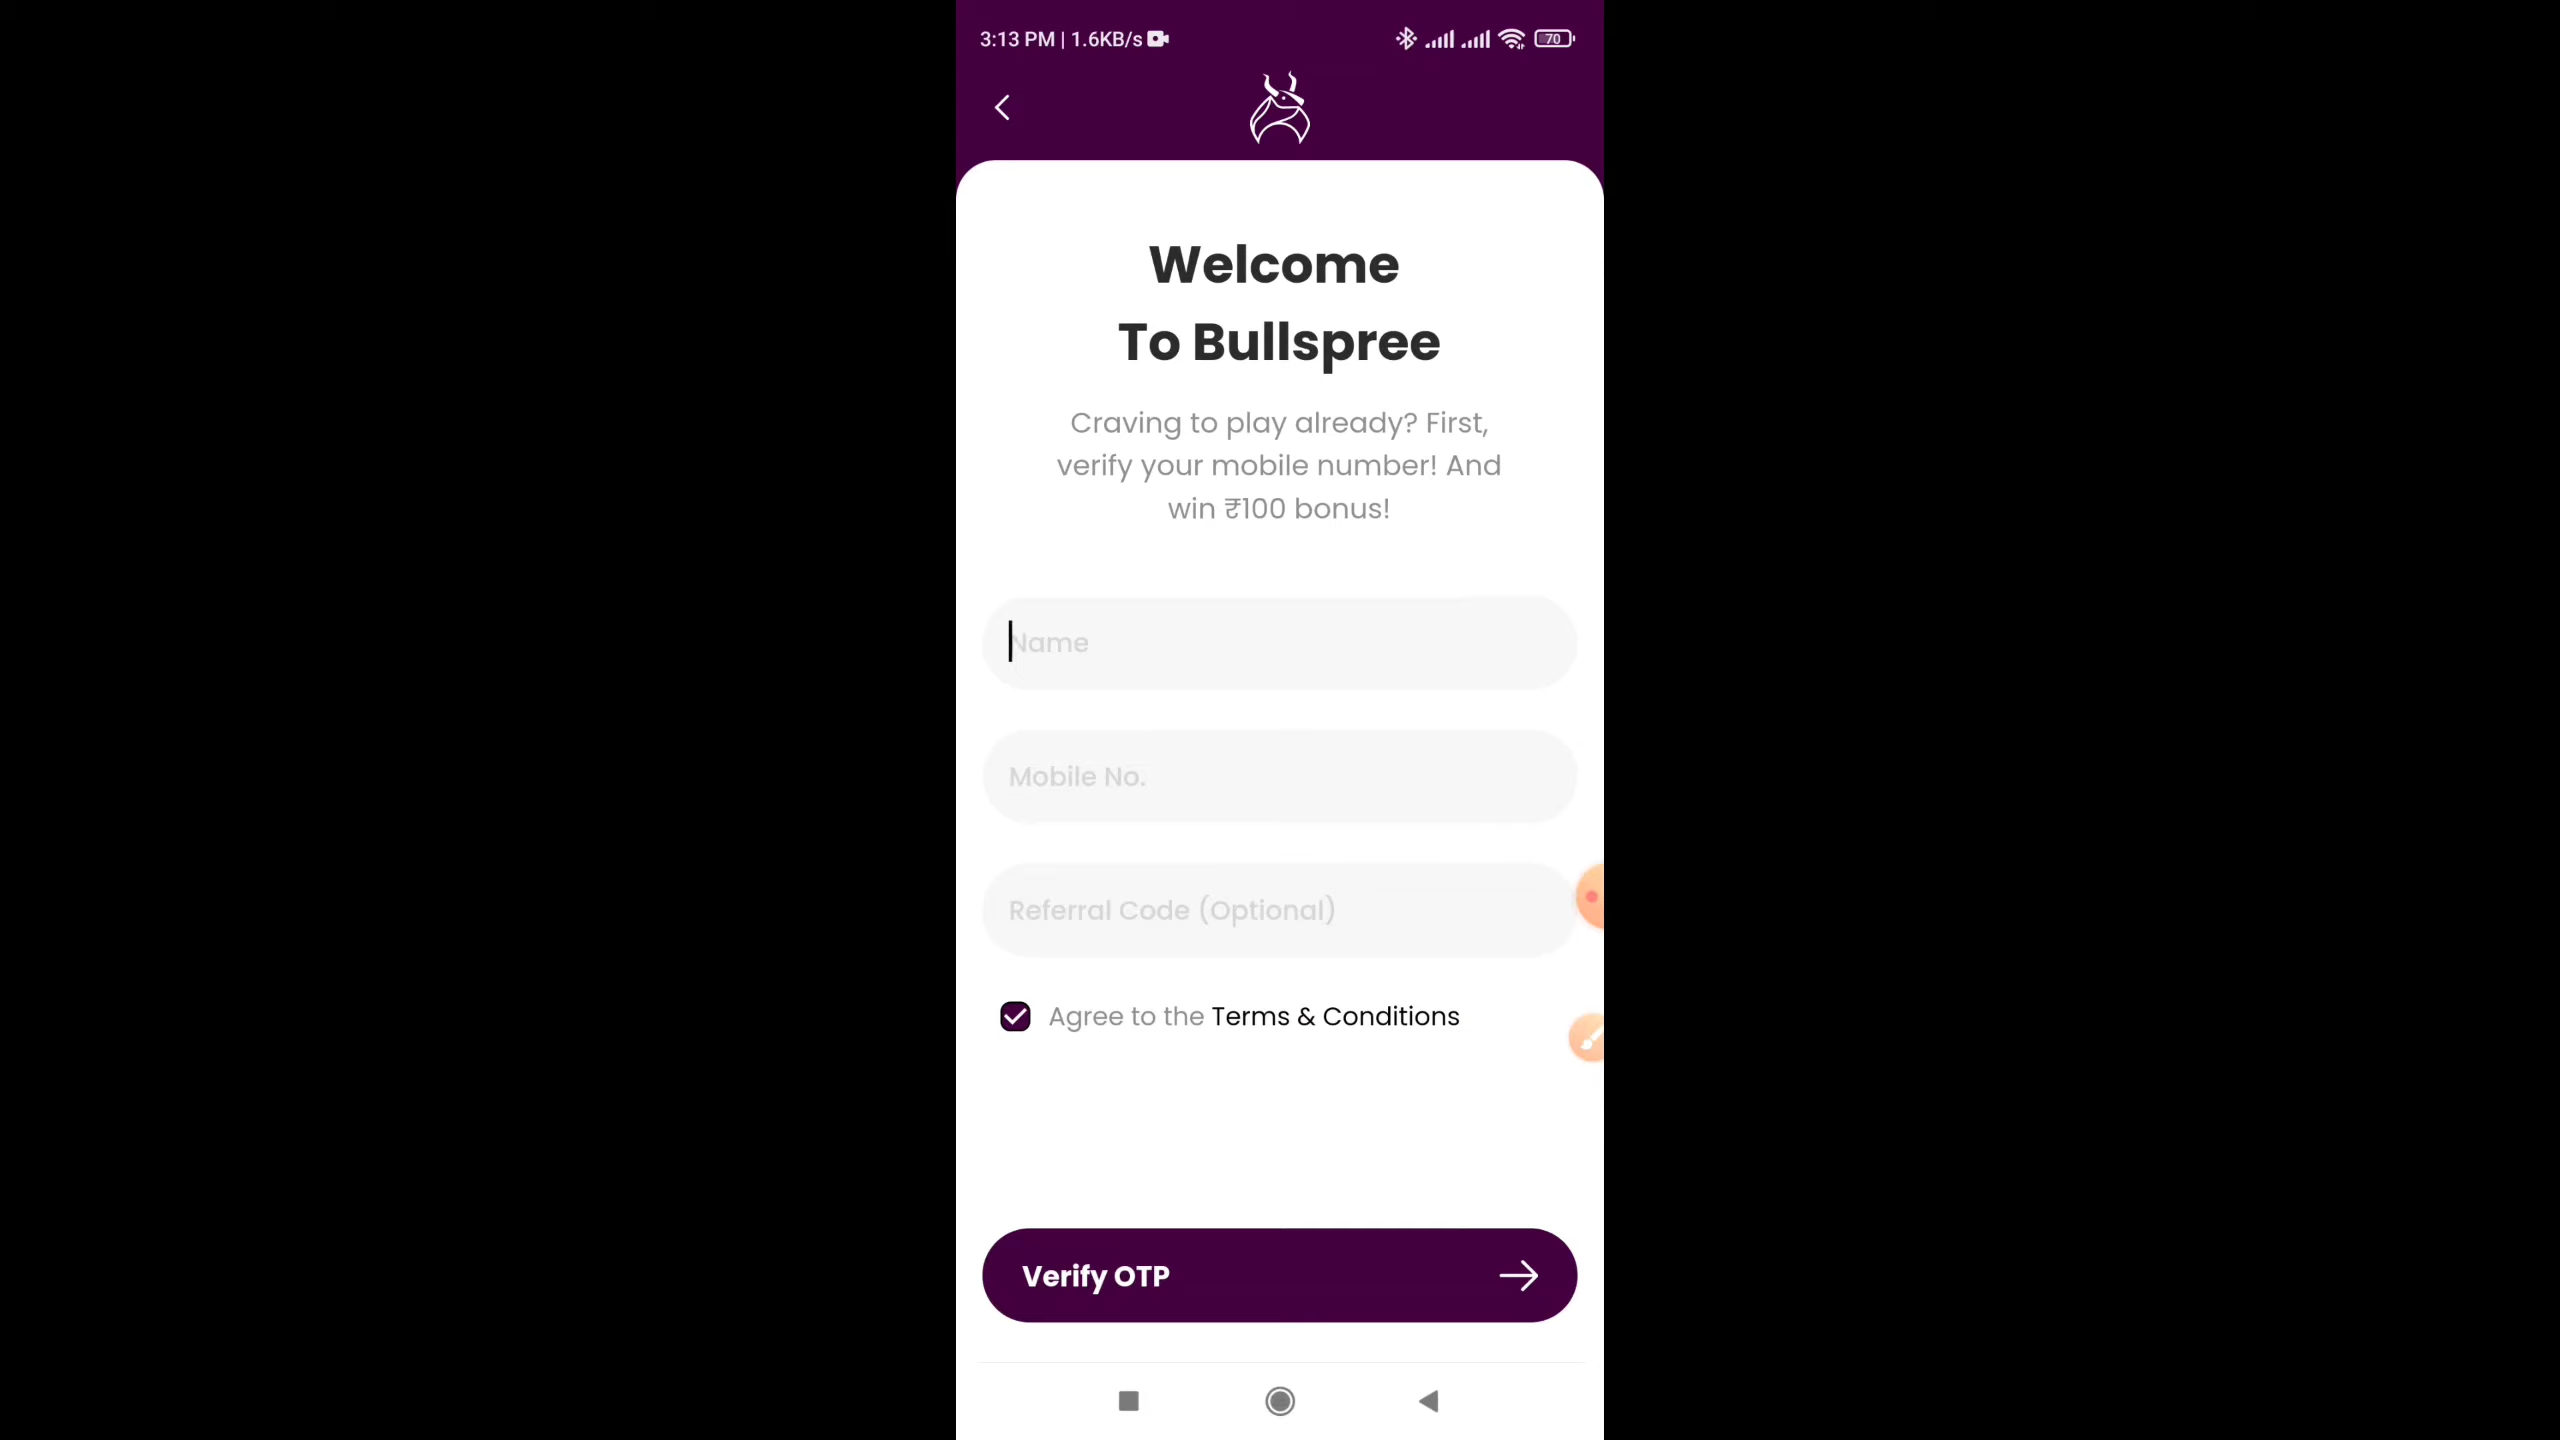 3:13 PM | 1.6KB/s 70
Welcome
To Bullspree
Craving to play already? First,
verify your mobile number! And
win ₹100 bonus!
Name
Mobile No.
Referral Code (Optional)
Agree to the Terms & Conditions
Verify OTP